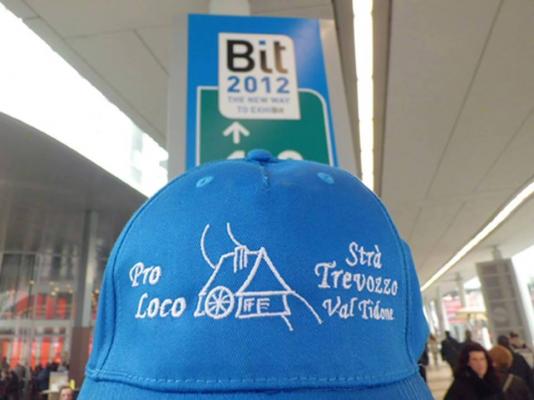 Bit
2012
THE NEW WAY
TO EXHIBIT
Pro
Loco
Strà
Trevozzo
Val Tidone